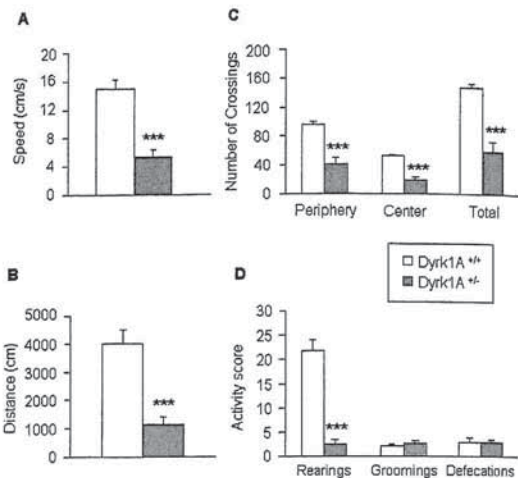 A
Speed (cm/s)
20
16
12
8
4
0
***
C
Number of Crossings
200
160
120
80
40
0
***
***
***
Periphery Center Total
Dyrk1A +/+
Dyrk1A +/-
B
Distance (cm)
5000
4000
3000
2000
1000
0
***
D
Activity score
30
25
20
15
10
5
0
***
Rearings Groomings Defecations